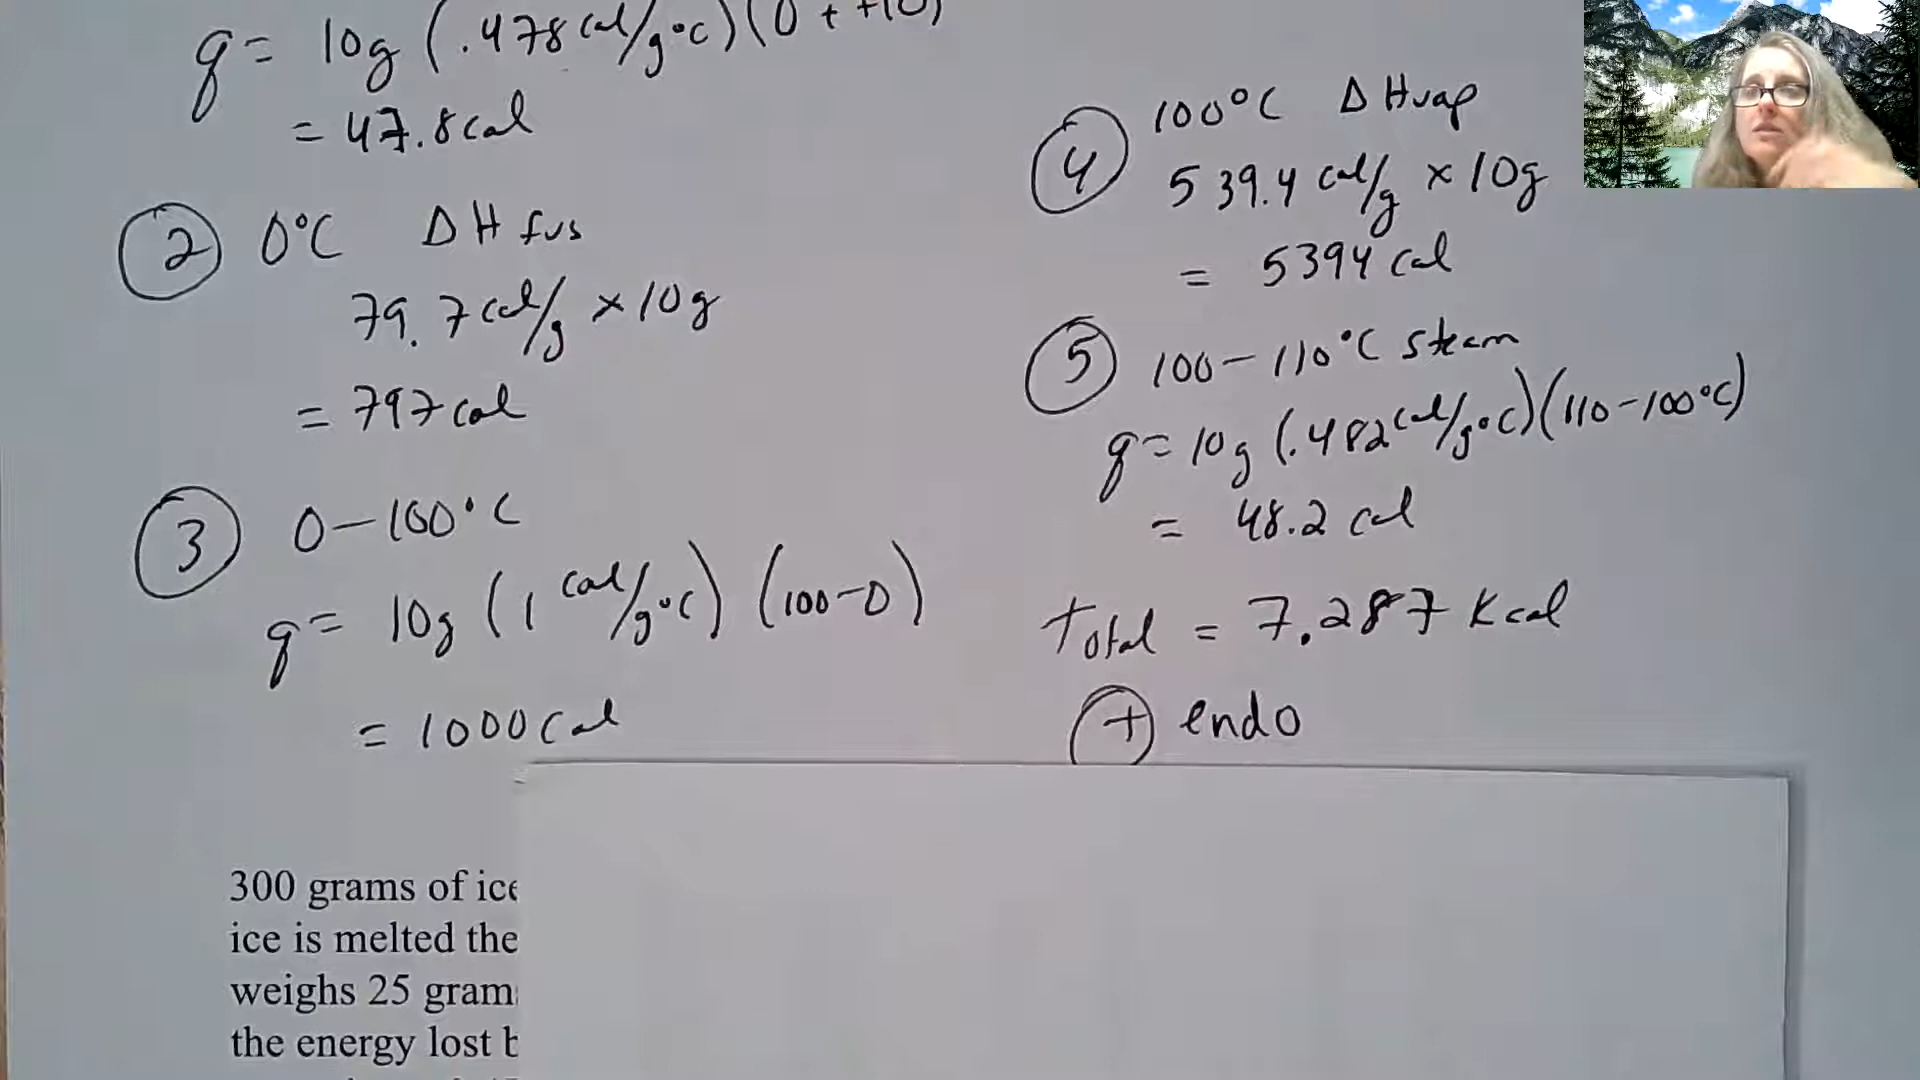 q = 10g (.478 cal/g°C)(0 + +10)
= 47.8 cal
② 0°C ΔH fus
79.7 cal/g × 10g
= 797 cal
③ 0 – 100°C
q = 10g (1 cal/g°C) (100-0)
= 1000 cal
④ 100°C ΔHvap
539.4 cal/g × 10g
= 5394 cal
⑤ 100 – 110°C steam
q = 10g (.482 cal/g°C)(110-100°C)
= 48.2 cal
Total = 7.287 Kcal
⊕ endo
300 grams of ice
ice is melted the
weighs 25 gram
the energy lost